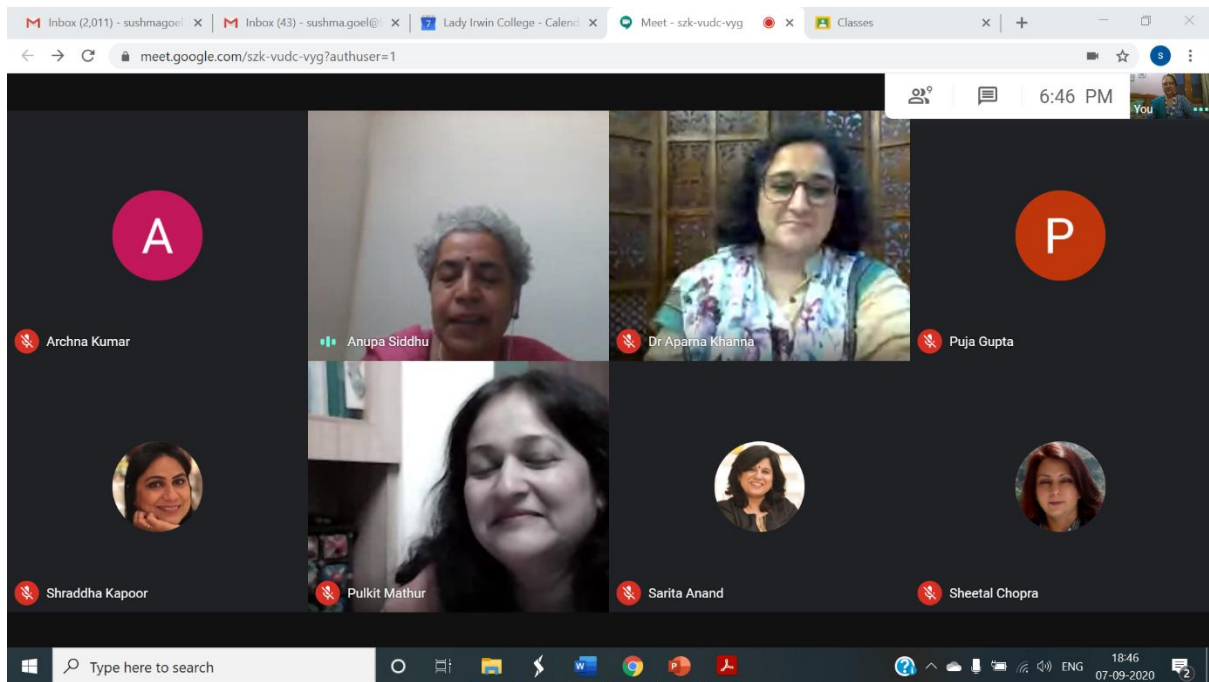 Inbox (2,011) - sushmagoel
Inbox (43) - sushma.goel@
7
Lady Irwin College - Calend
Meet - szk-vudc-vyg
Classes
meet.google.com/szk-vudc-vyg?authuser=1
S
9
6:46 PM
You
A
P
Archna Kumar
Anupa Siddhu
Dr Aparna Khanna
Puja Gupta
Shraddha Kapoor
Pulkit Mathur
Sarita Anand
Sheetal Chopra
Type here to search
ENG
18:46
07-09-2020
2